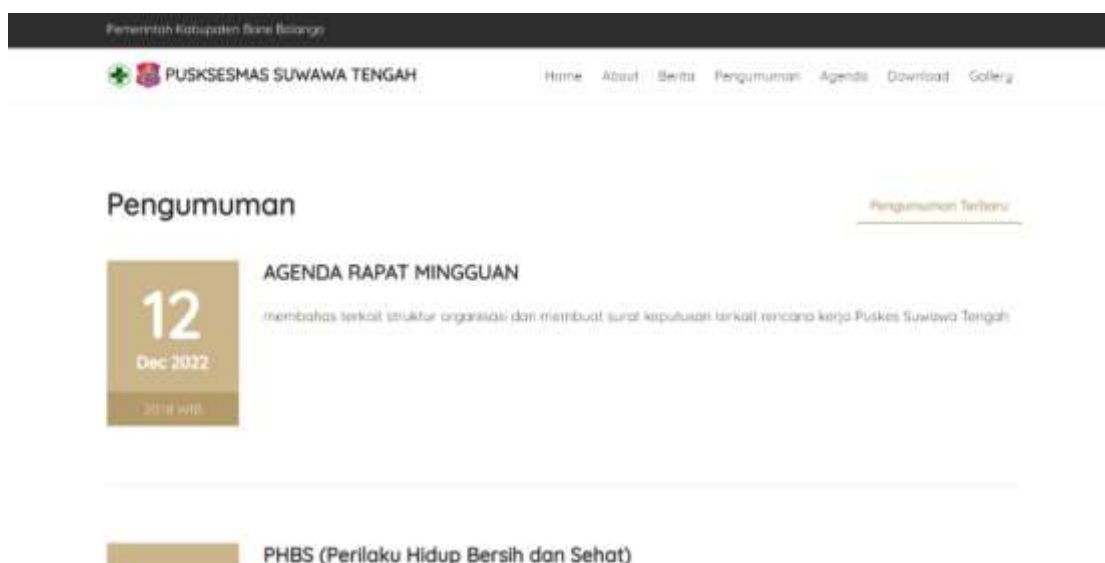 Pemerintah Kabupaten Bone Bolango
PUSKSESMAS SUWAWA TENGAH
Home About Berita Pengumuman Agenda Download Gallery
Pengumuman
Pengumuman Terbaru
12
Dec 2022
WIB
AGENDA RAPAT MINGGUAN
membahas terkait struktur organisasi dan membuat surat keputusan terkait rencana kerja Puskes Suwawa Tengah
PHBS (Perilaku Hidup Bersih dan Sehat)